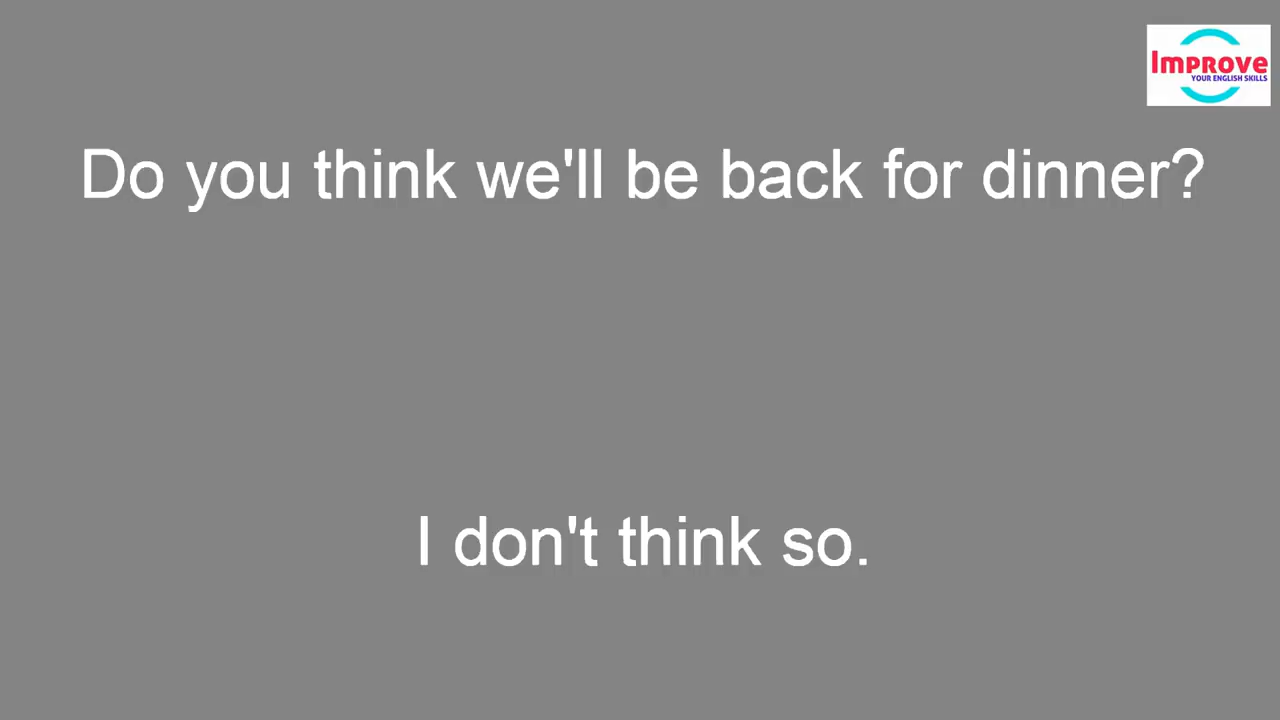 Improve
YOUR ENGLISH SKILLS
Do you think we'll be back for dinner?
I don't think so.